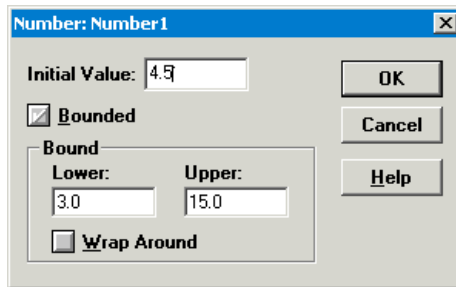 Number: Number1
Initial Value: 4.5
OK
Bounded
Cancel
Bound
Lower: Upper:
Help
3.0 15.0
Wrap Around